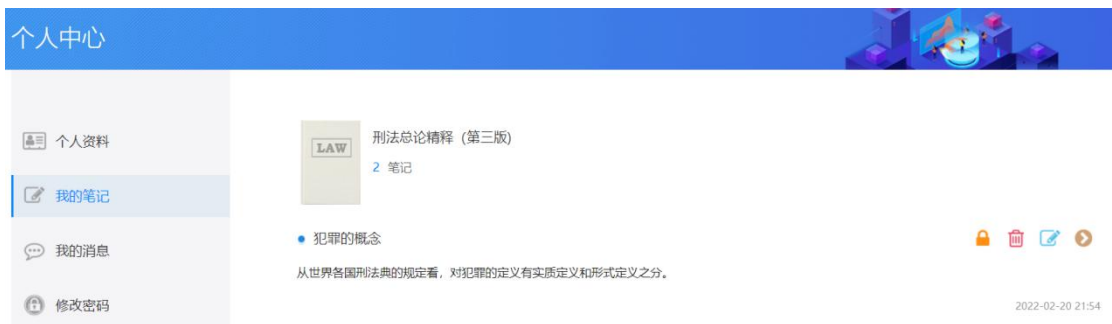 个人中心
个人资料
我的笔记
我的消息
修改密码
LAW
刑法总论精释（第三版)
2 笔记
犯罪的概念
从世界各国刑法典的规定看，对犯罪的定义有实质定义和形式定义之分。
2022-02-20 21:54